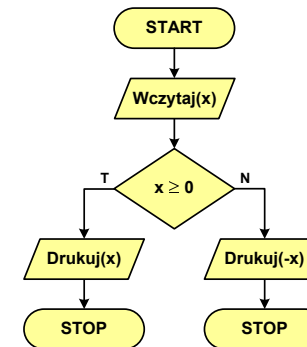 START
Wczytaj(x)
x ≥ 0
T
N
Drukuj(x)
Drukuj(-x)
STOP
STOP